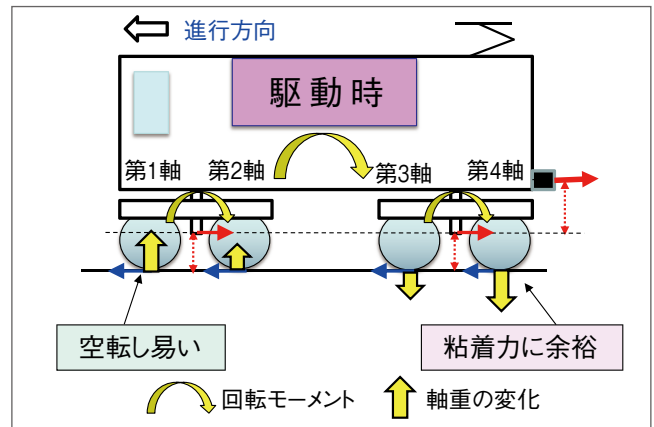 進行方向
駆動時
第1軸
第2軸
第3軸
第4軸
空転し易い
粘着力に余裕
回転モーメント
軸重の変化